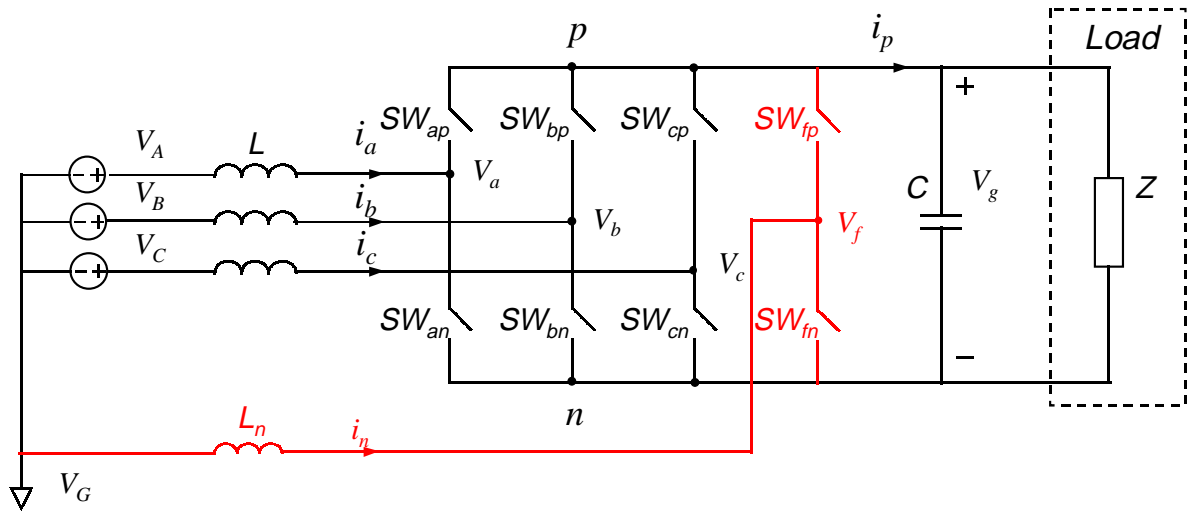 p
i_p
Load
SW_ap
SW_bp
SW_cp
SW_fp
V_A
L
i_a
V_a
- +
V_B
i_b
V_b
- +
V_C
i_c
V_c
- +
V_f
C
+
V_g
−
Z
SW_an
SW_bn
SW_cn
SW_fn
n
L_n
i_n
V_G